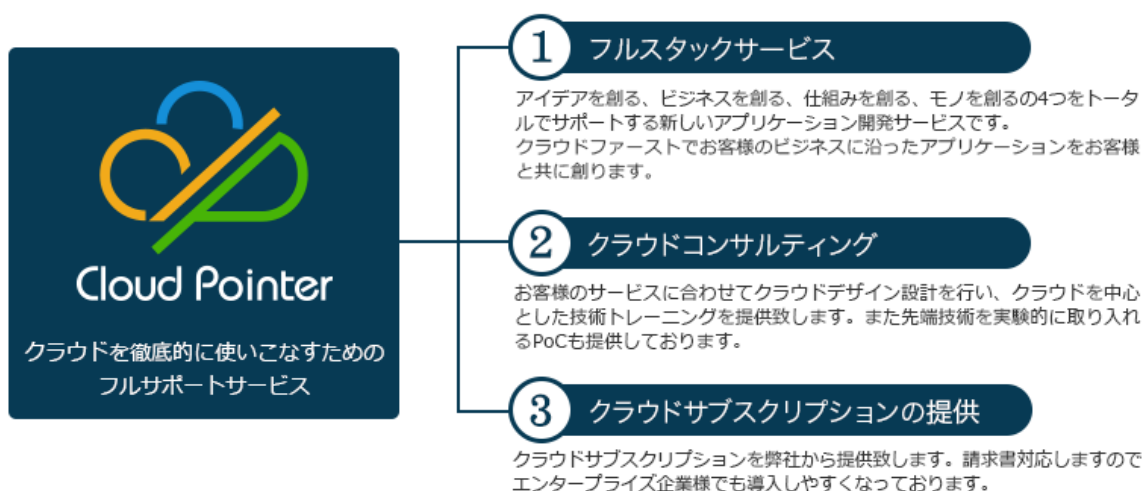 Cloud Pointer
クラウドを徹底的に使いこなすための
フルサポートサービス
1 フルスタックサービス
アイデアを創る、ビジネスを創る、仕組みを創る、モノを創るの4つをトータ
ルでサポートする新しいアプリケーション開発サービスです。
クラウドファーストでお客様のビジネスに沿ったアプリケーションをお客様
と共に創ります。
2 クラウドコンサルティング
お客様のサービスに合わせてクラウドデザイン設計を行い、クラウドを中心
とした技術トレーニングを提供致します。また先端技術を実験的に取り入れ
るPoCも提供しております。
3 クラウドサブスクリプションの提供
クラウドサブスクリプションを弊社から提供致します。請求書対応しますので
エンタープライズ企業様でも導入しやすくなっております。